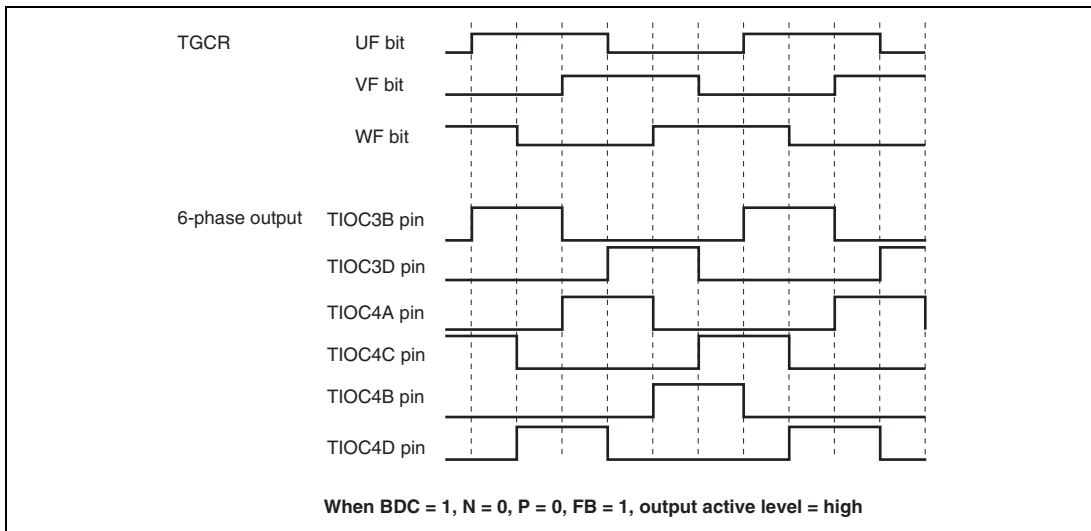 TGCR UF bit
VF bit
WF bit
6-phase output TIOC3B pin
TIOC3D pin
TIOC4A pin
TIOC4C pin
TIOC4B pin
TIOC4D pin
When BDC = 1, N = 0, P = 0, FB = 1, output active level = high